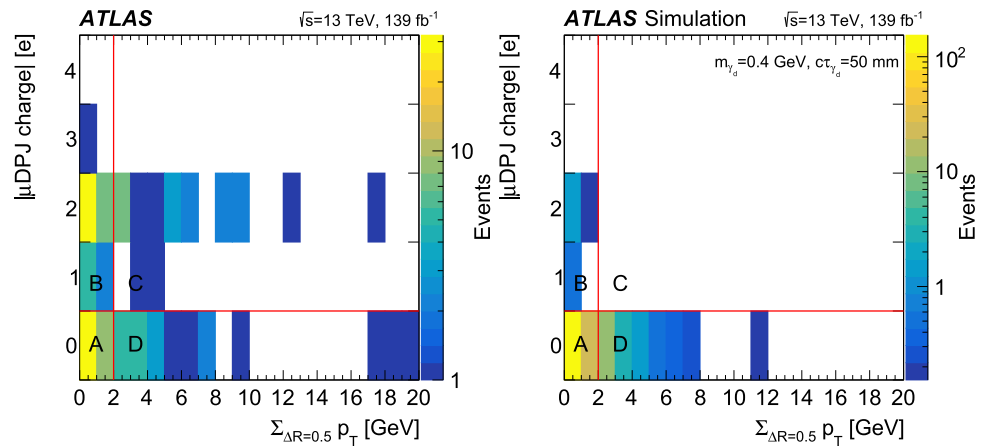 ATLAS
√s=13 TeV, 139 fb⁻¹
|μDPJ charge| [e]
4
3
2
1
0
B
C
A
D
0 2 4 6 8 10 12 14 16 18 20
Σ_ΔR=0.5 p_T [GeV]
10
1
Events
ATLAS Simulation
√s=13 TeV, 139 fb⁻¹
m_γd=0.4 GeV, cτ_γd=50 mm
|μDPJ charge| [e]
4
3
2
1
0
B
C
A
D
0 2 4 6 8 10 12 14 16 18 20
Σ_ΔR=0.5 p_T [GeV]
10²
10
1
Events